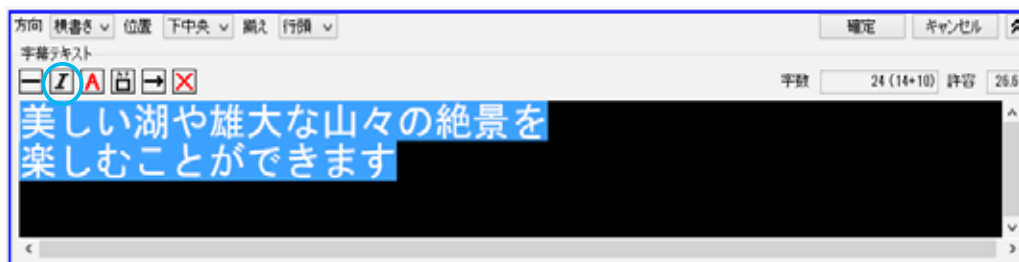 方向 横書き 位置 下中央 揃え 行頭 確定 キャンセル
字幕テキスト
I A 字数 24 (14+10) 許容 26.6
美しい湖や雄大な山々の絶景を
楽しむことができます